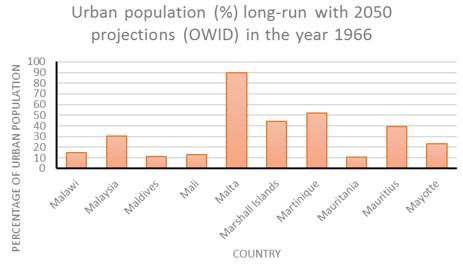 Urban population (%) long-run with 2050
projections (OWID) in the year 1966
PERCENTAGE OF URBAN POPULATION
100
90
80
70
60
50
40
30
20
10
0
Malawi
Malaysia
Maldives
Mali
Malta
Marshall Islands
Martinique
Mauritania
Mauritius
Mayotte
COUNTRY